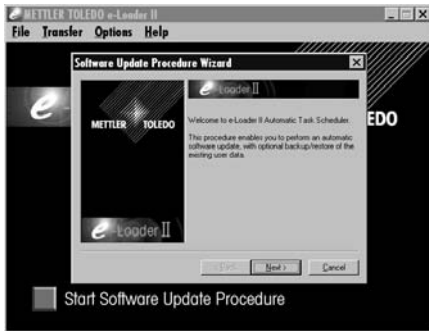 METTLER TOLEDO e-Loader II
File Transfer Options Help
Software Update Procedure Wizard
e-Loader II
METTLER TOLEDO
Welcome to e-Loader II Automatic Task Scheduler.
This procedure enables you to perform an automatic
software update, with optional backup/restore of the
existing user data.
e
EDO
e-Loader II
< Back Next > Cancel
Start Software Update Procedure